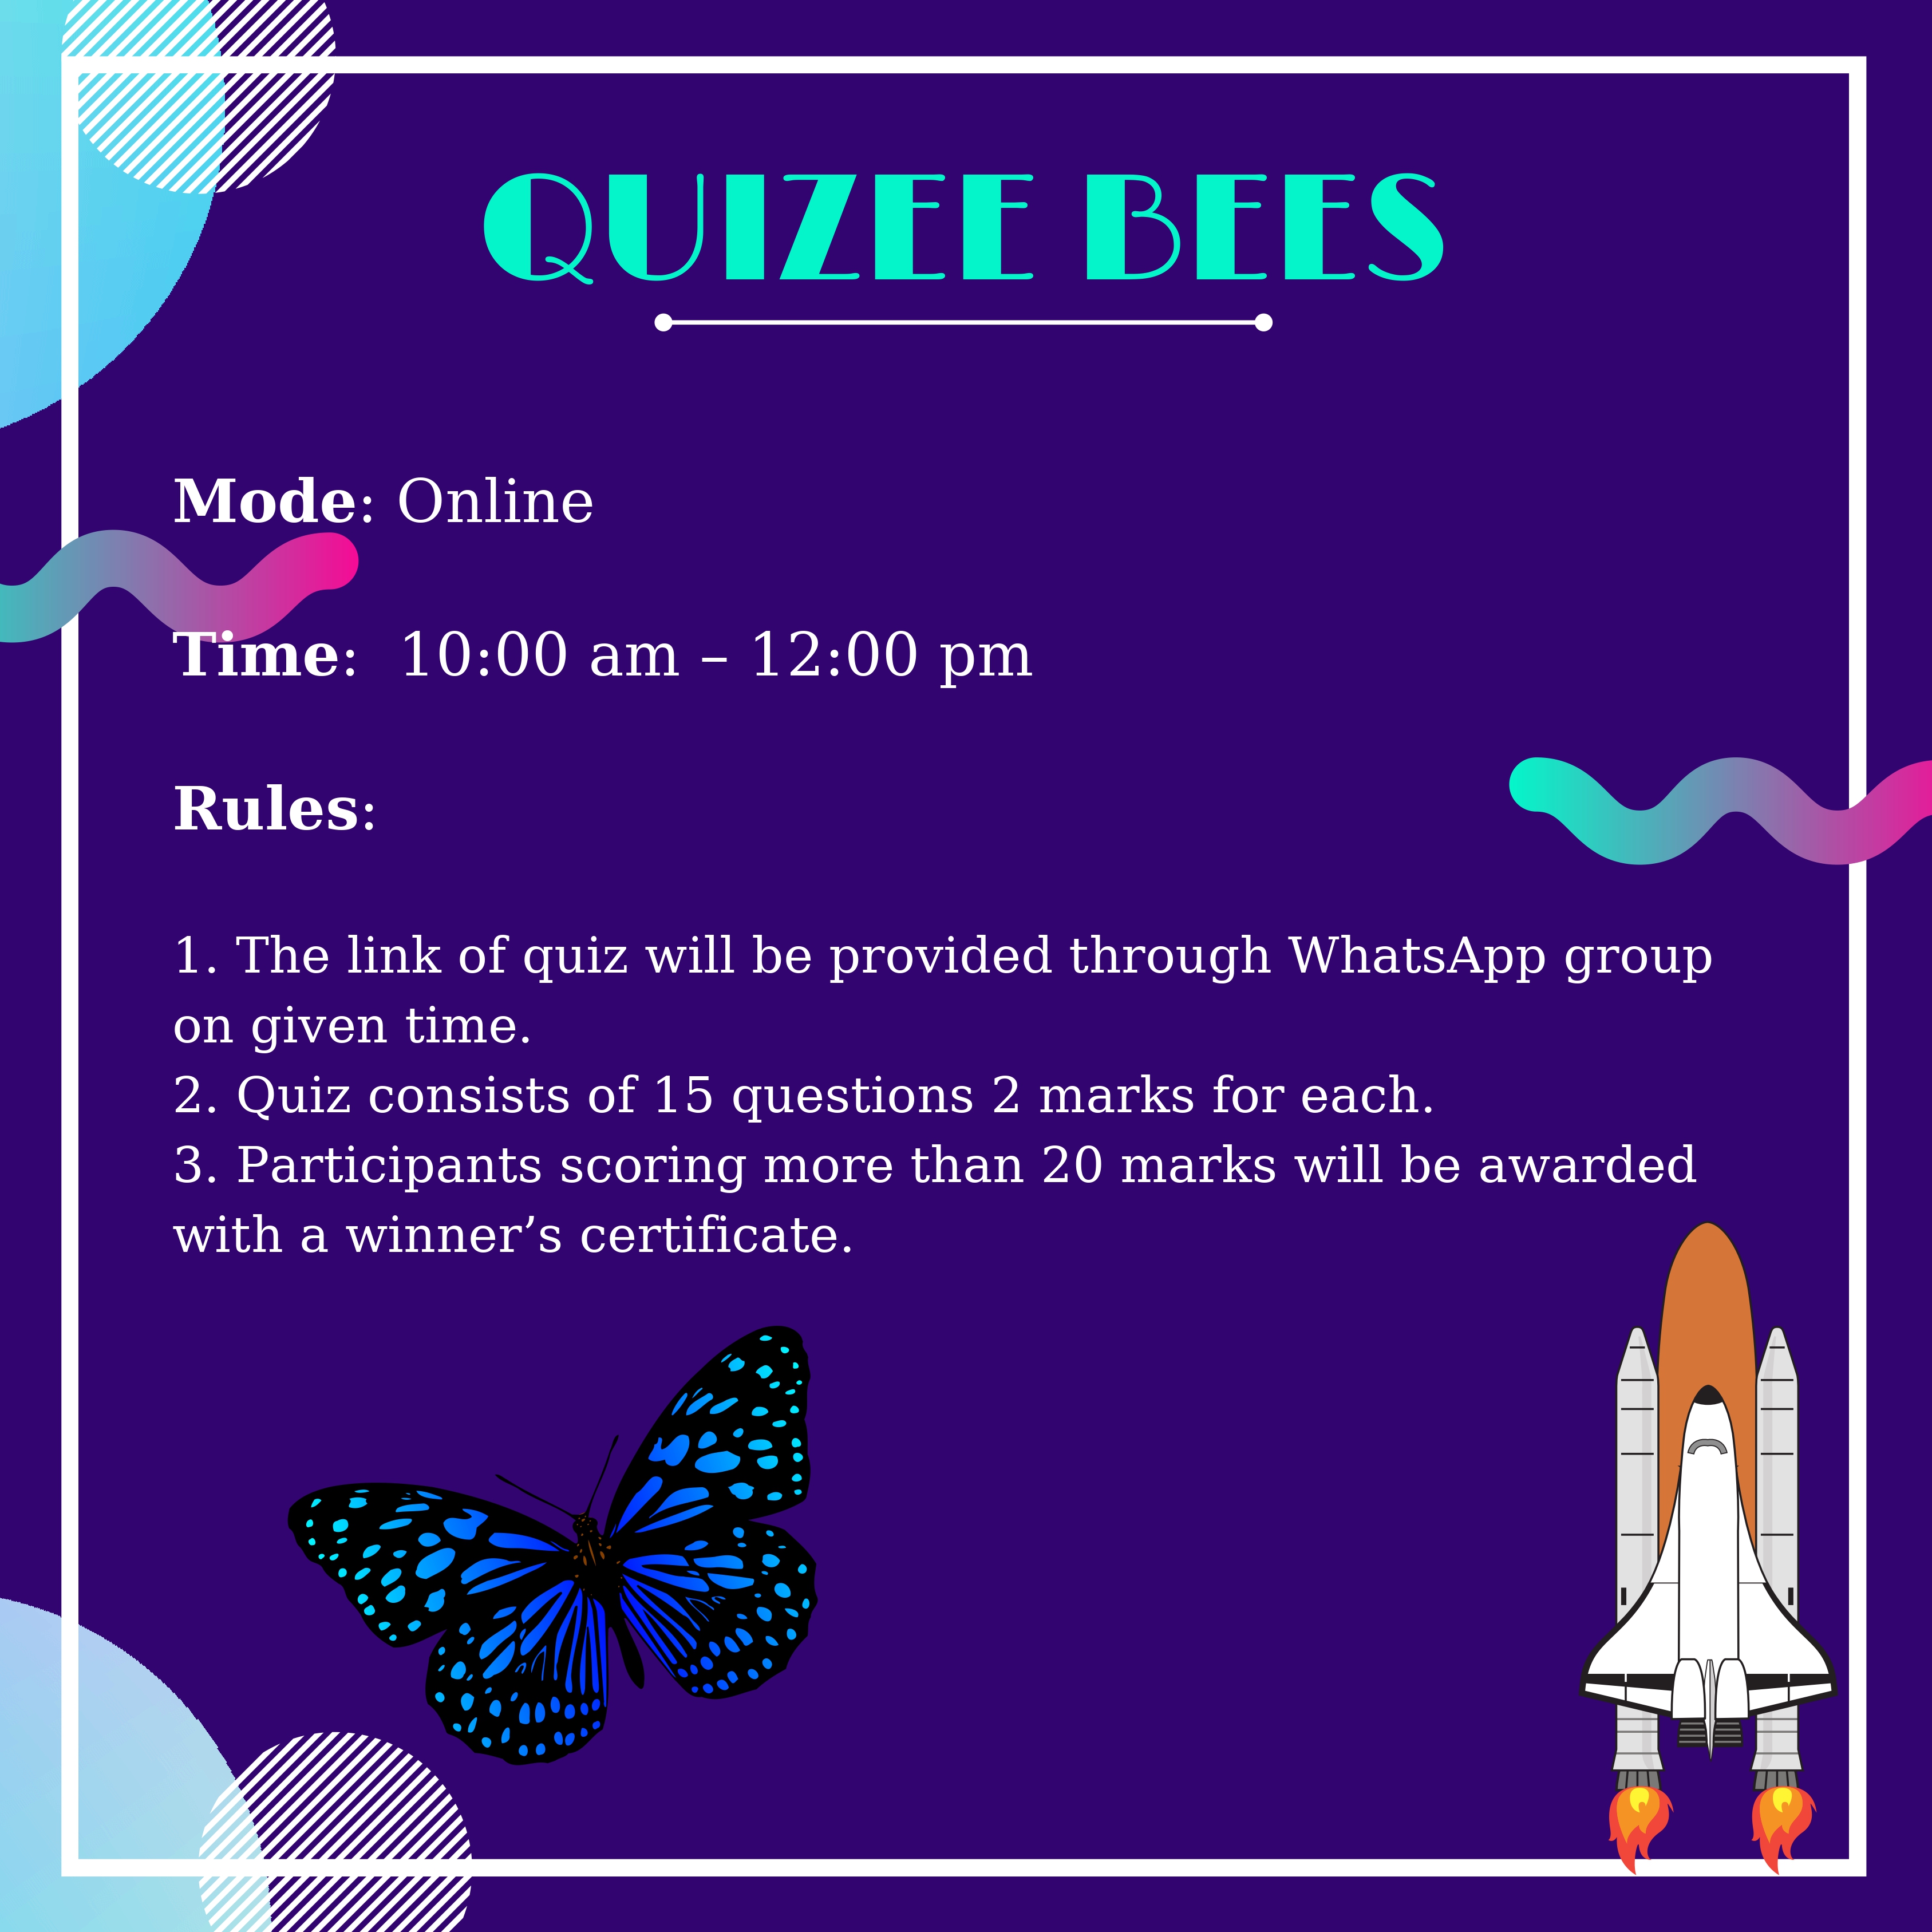 QUIZEE BEES
Mode: Online
Time:  10:00 am – 12:00 pm
Rules:
1. The link of quiz will be provided through WhatsApp group
on given time.
2. Quiz consists of 15 questions 2 marks for each.
3. Participants scoring more than 20 marks will be awarded
with a winner’s certificate.